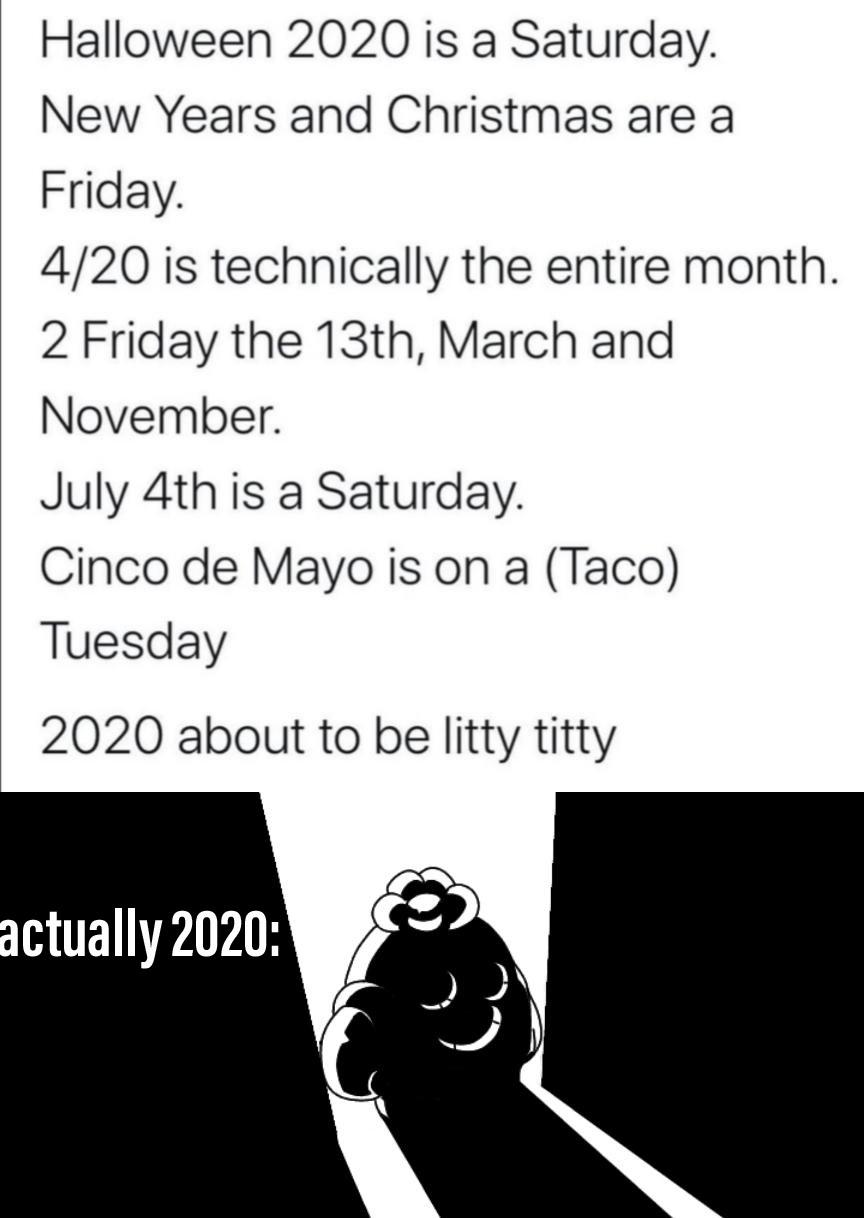 Halloween 2020 is a Saturday.
New Years and Christmas are a
Friday.
4/20 is technically the entire month.
2 Friday the 13th, March and
November.
July 4th is a Saturday.
Cinco de Mayo is on a (Taco)
Tuesday
2020 about to be litty titty
actually 2020: